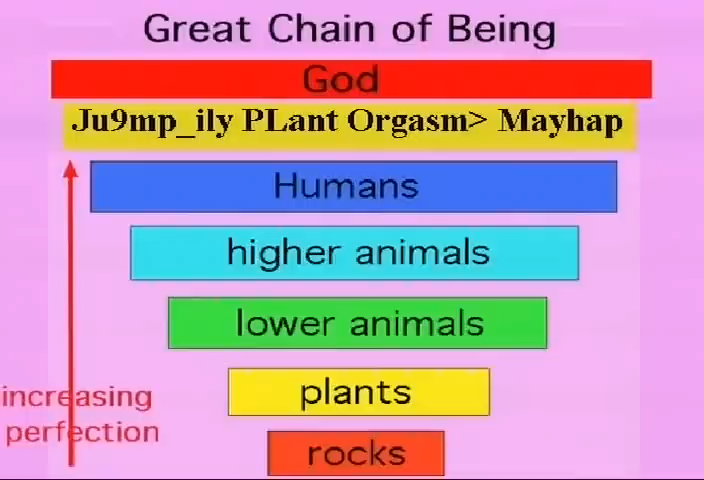 Great Chain of Being
God
Ju9mp_ily PLant Orgasm> Mayhap
Humans
higher animals
lower animals
plants
increasing
perfection
rocks